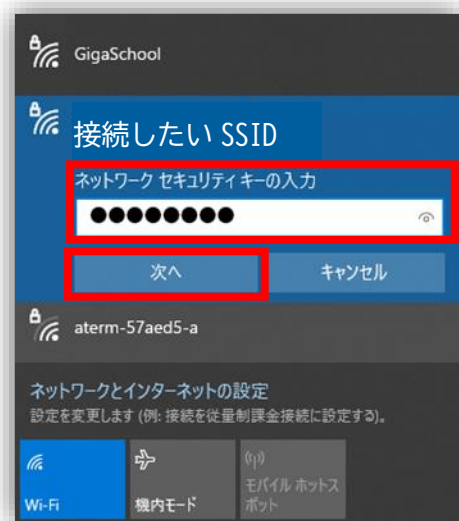 GigaSchool
接続したい SSID
ネットワーク セキュリティ キーの入力
●●●●●●●●
次へ
キャンセル
aterm-57aed5-a
ネットワークとインターネットの設定
設定を変更します (例: 接続を従量制課金接続に設定する)。
Wi-Fi
機内モード
モバイル ホットス
ポット